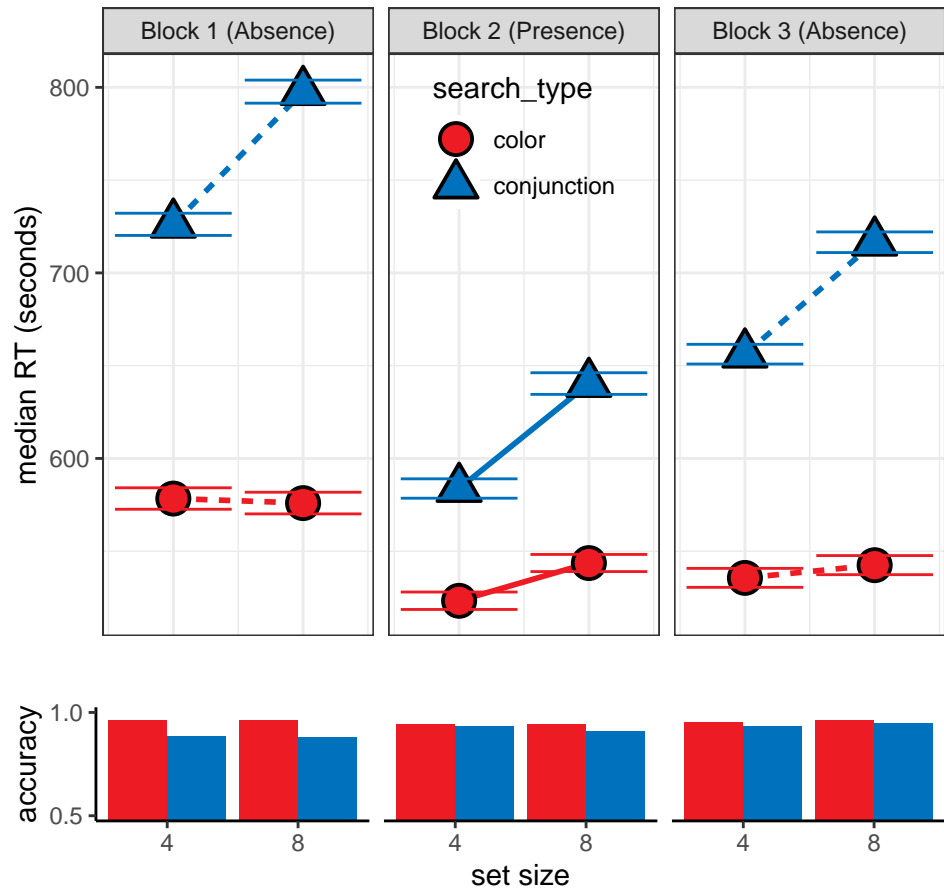 Block 1 (Absence)
Block 2 (Presence)
Block 3 (Absence)
search_type
color
conjunction
median RT (seconds)
800
700
600
accuracy
1.0
0.5
4
8
4
8
4
8
set size